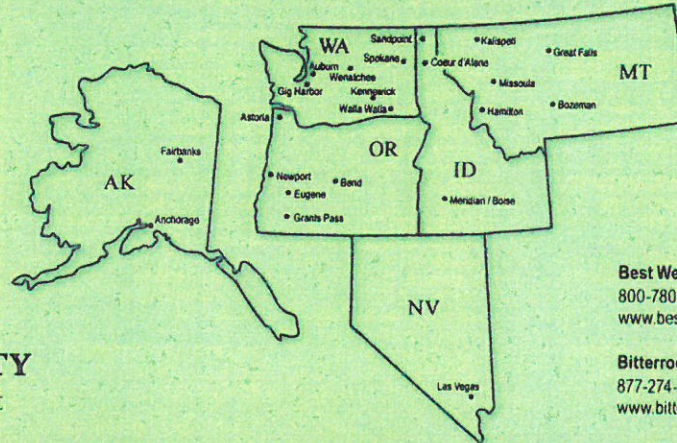 WA
Auburn
Wenatchee
Spokane
Gig Harbor
Kennewick
Walla Walla
Sandpoint
Coeur d'Alene
Kalispell
Great Falls
Missoula
MT
Hamilton
Bozeman
Astoria
OR
Newport
Bend
Eugene
Grants Pass
ID
Meridian / Boise
Fairbanks
AK
Anchorage
NV
Las Vegas
TY
Best We
800-780
www.bes
Bitterroo
877-274-
www.bitt